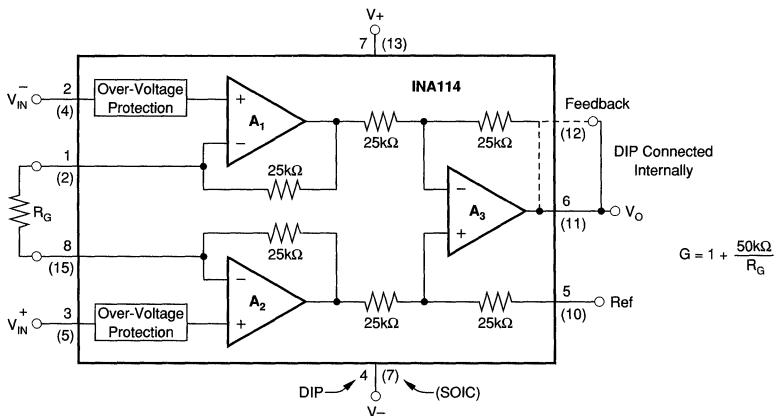 V+
7 (13)
INA114
V⁻IN
2
(4)
Over-Voltage
Protection
+
A1
−
Feedback
(12)
25kΩ
25kΩ
1
(2)
25kΩ
DIP Connected
Internally
RG
−
A3
+
6
(11)
VO
8
(15)
25kΩ
G = 1 + 50kΩ
RG
−
A2
+
V⁺IN
3
(5)
Over-Voltage
Protection
25kΩ
25kΩ
5
(10)
Ref
4 (7)
DIP
(SOIC)
V−